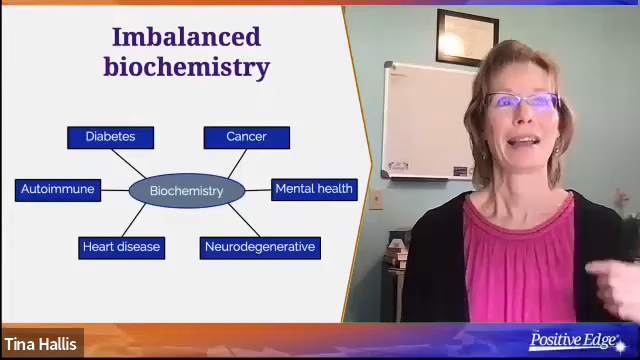 Imbalanced
biochemistry
Diabetes
Cancer
Autoimmune
Biochemistry
Mental health
Heart disease
Neurodegenerative
Tina Hallis
The
Positive Edge